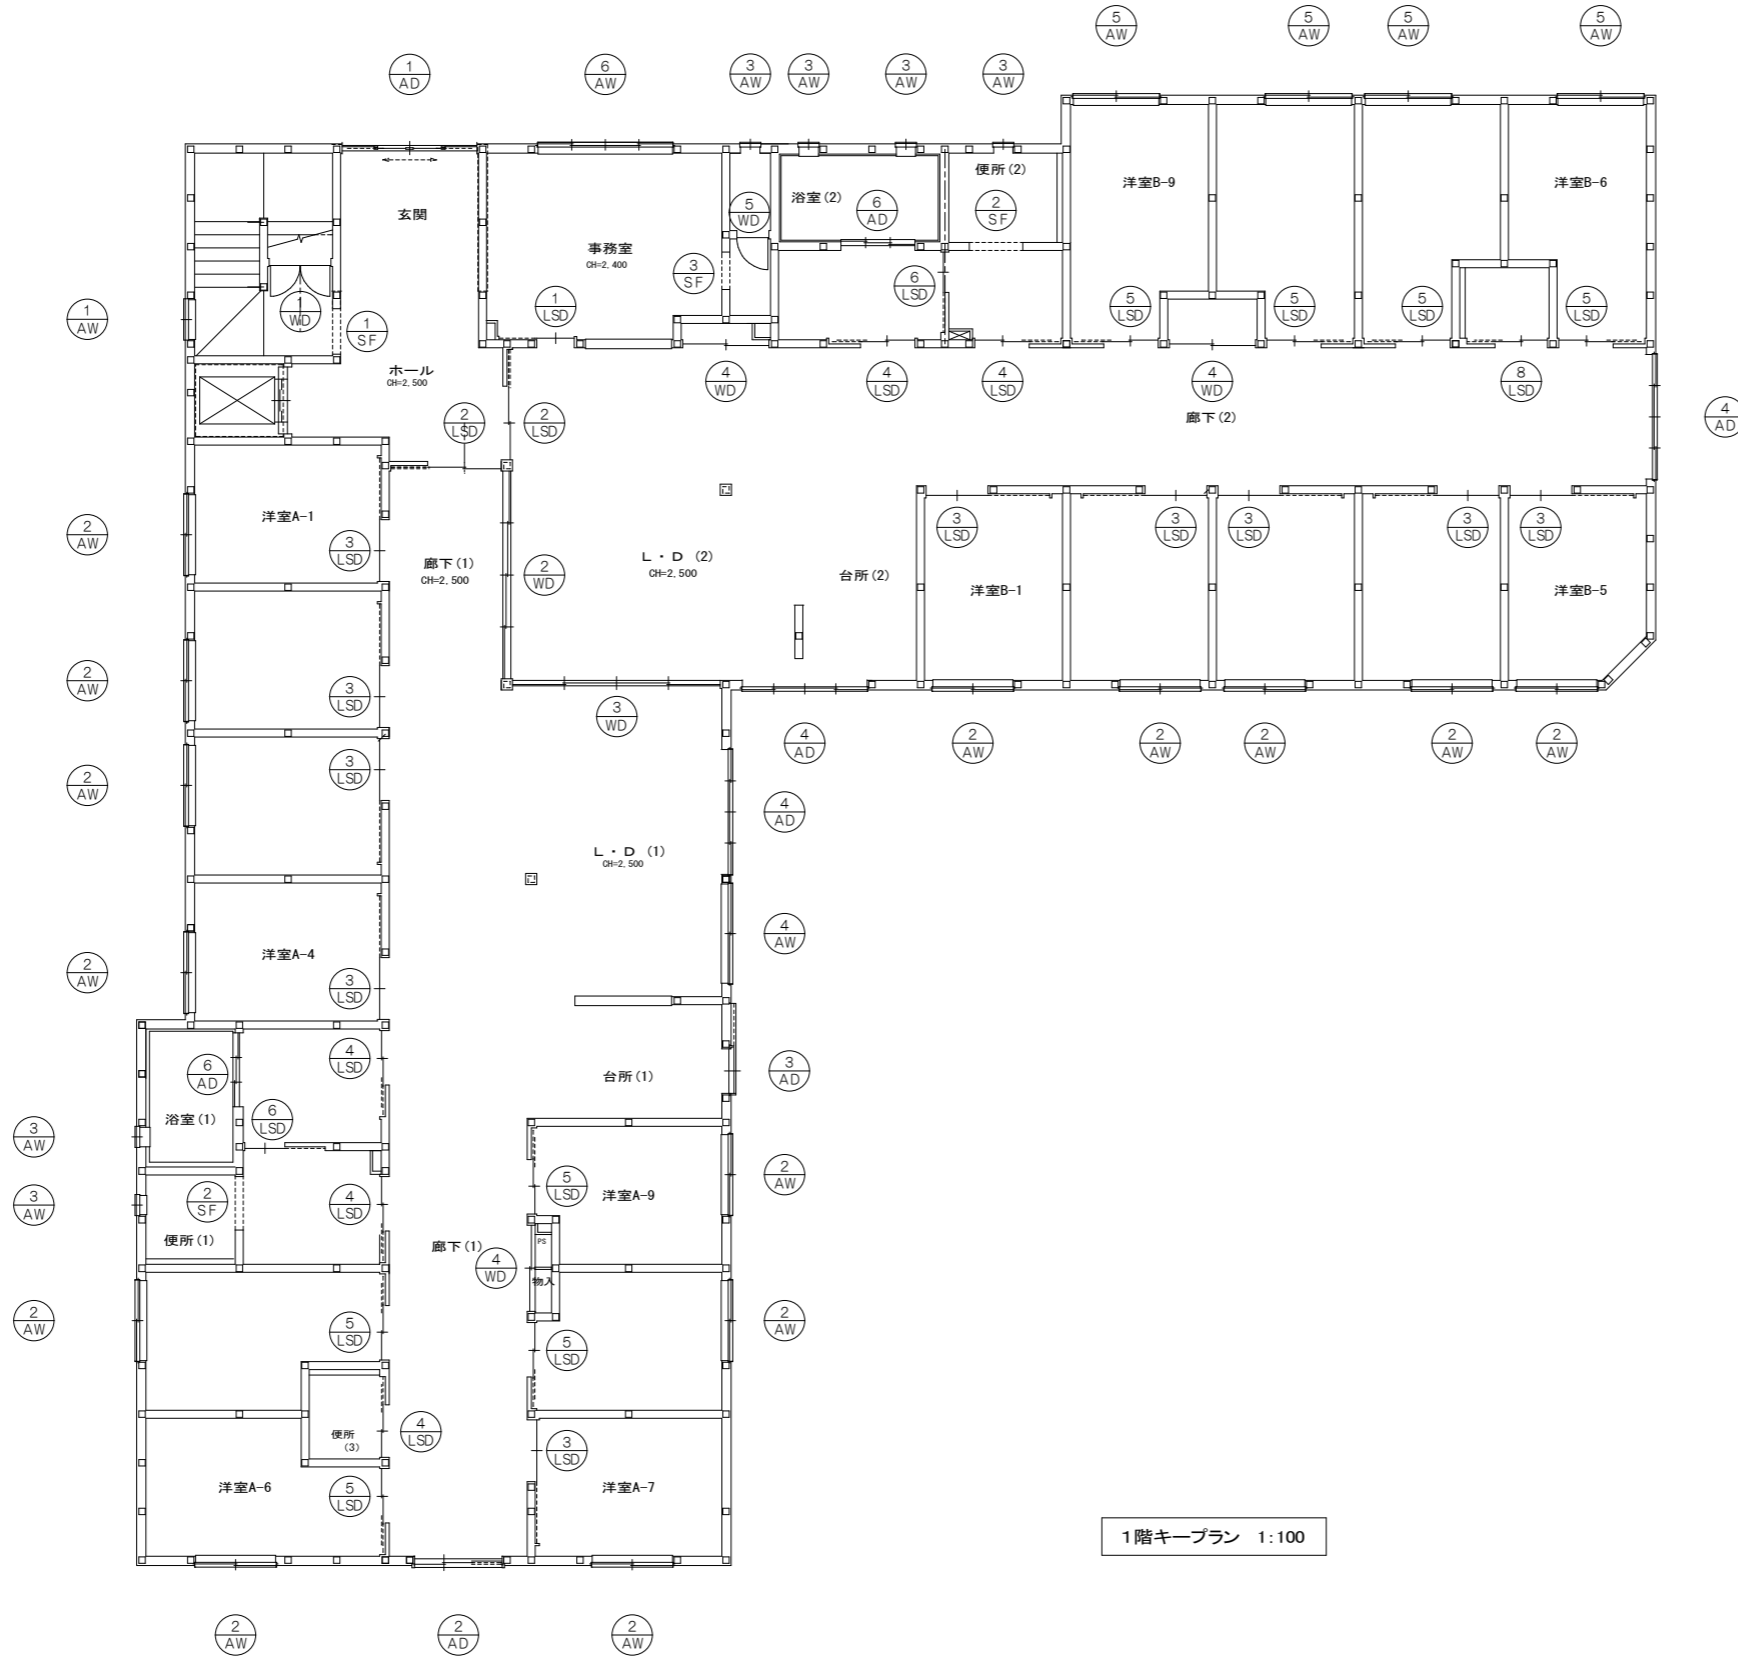 5 AW
5 AW
5 AW
5 AW
1 AD
6 AW
3 AW
3 AW
3 AW
3 AW
玄関
事務室
CH=2,400
5 WD
浴室(2)
6 AD
便所(2)
2 SF
洋室B-9
洋室B-6
3 SF
6 LSD
1 AW
1 WD
1 SF
1 LSD
5 LSD
5 LSD
5 LSD
5 LSD
ホール
CH=2,500
4 WD
4 LSD
4 LSD
4 WD
8 LSD
2 LSD
2 LSD
廊下(2)
4 AD
2 AW
洋室A-1
3 LSD
廊下(1)
CH=2,500
2 WD
L・D (2)
CH=2,500
台所(2)
3 LSD
3 LSD
3 LSD
3 LSD
3 LSD
洋室B-1
洋室B-5
2 AW
3 LSD
3 WD
4 AD
2 AW
2 AW
2 AW
2 AW
2 AW
2 AW
3 LSD
4 AD
L・D (1)
CH=2,500
2 AW
洋室A-4
3 LSD
4 AW
6 AD
4 LSD
台所(1)
3 AD
3 AW
浴室(1)
6 LSD
3 AW
2 SF
4 LSD
5 LSD
洋室A-9
2 AW
便所(1)
廊下(1)
4 WD
PS
物入
2 AW
5 LSD
5 LSD
2 AW
便所
(3)
4 LSD
3 LSD
洋室A-6
5 LSD
洋室A-7
1階キープラン 1:100
2 AW
2 AD
2 AW